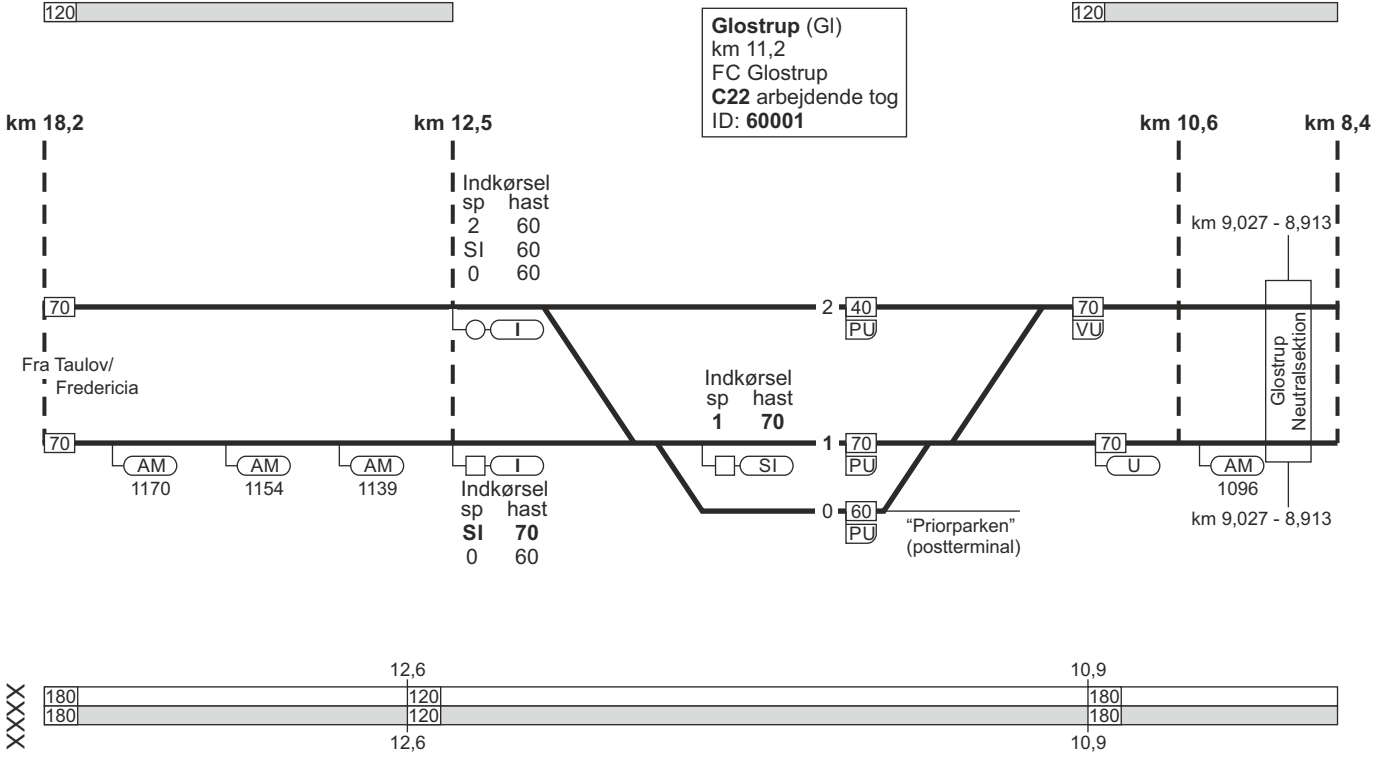 120
120
Glostrup (Gl)
km 11,2
FC Glostrup
C22 arbejdende tog
ID: 60001
km 18,2
km 12,5
km 10,6
km 8,4
Indkørsel
sp hast
2 60
SI 60
0 60
km 9,027 - 8,913
70
2
40
70
I
PU
VU
Glostrup
Neutralsektion
Fra Taulov/
Fredericia
Indkørsel
sp hast
1 70
70
1
70
70
AM
AM
AM
I
SI
PU
U
AM
1170
1154
1139
1096
Indkørsel
sp hast
SI 70
0 60
0
60
PU
"Priorparken"
(postterminal)
km 9,027 - 8,913
12,6
10,9
XXXX
180
120
180
180
120
180
12,6
10,9